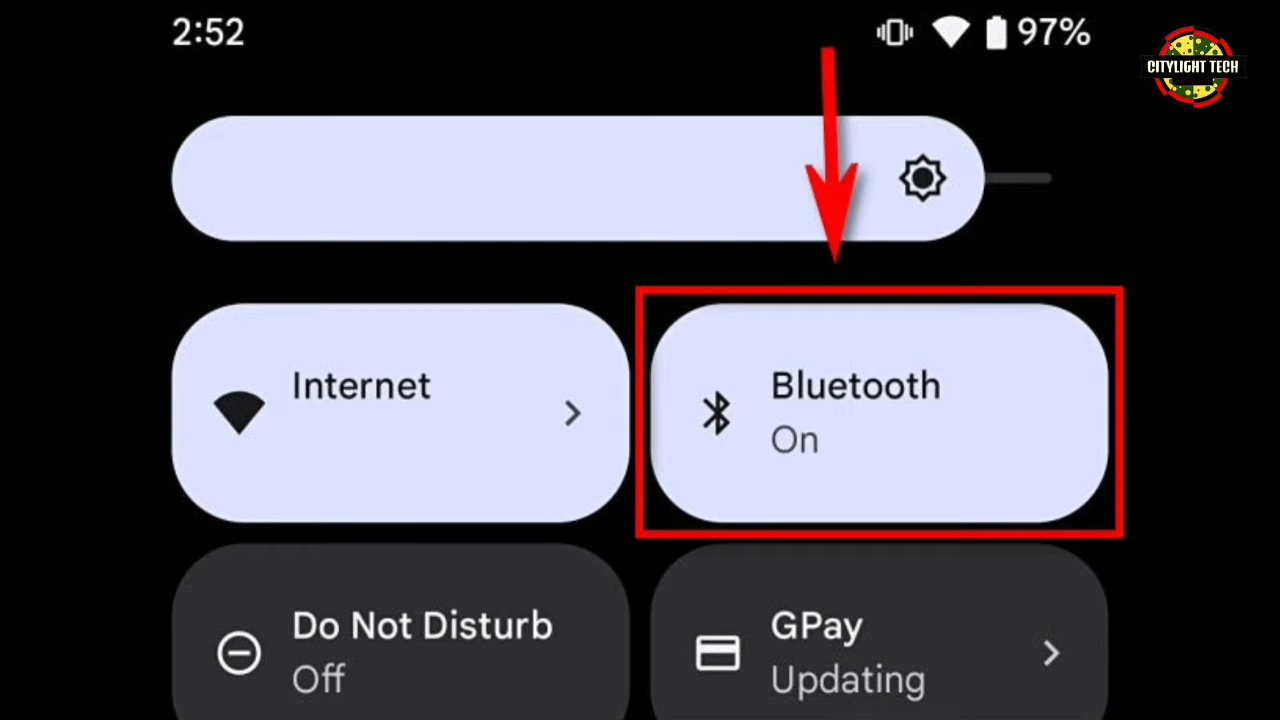 2:52
97%
CITYLIGHT TECH
Internet
Bluetooth
On
Do Not Disturb
Off
GPay
Updating